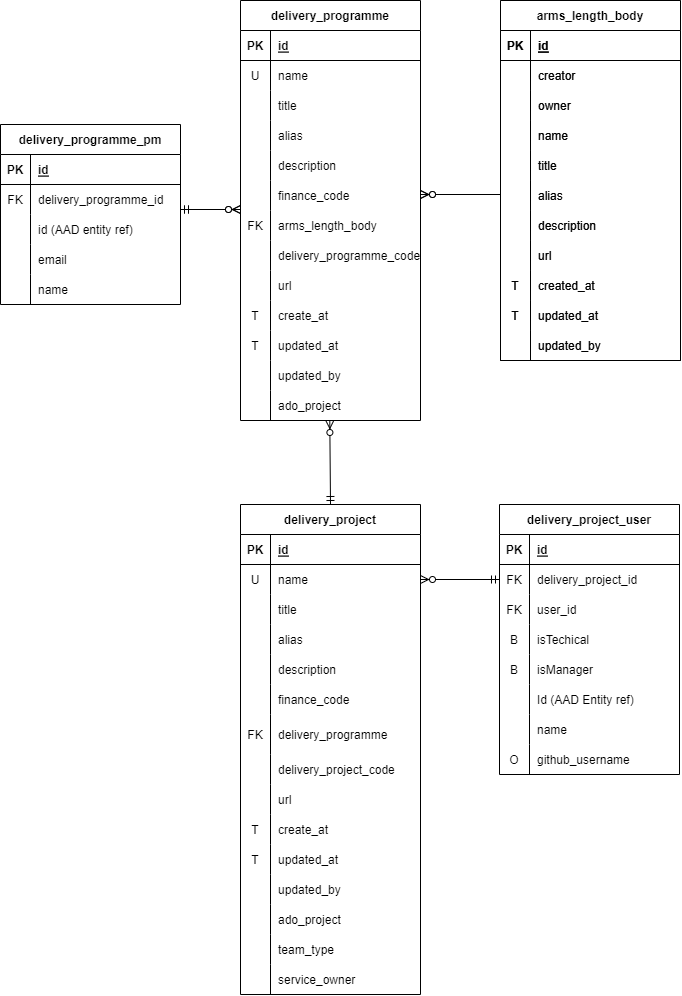 delivery_programme
PK id
U name
title
alias
description
finance_code
FK arms_length_body
delivery_programme_code
url
T create_at
T updated_at
updated_by
ado_project
arms_length_body
PK id
creator
owner
name
title
alias
description
url
T created_at
T updated_at
updated_by
delivery_programme_pm
PK id
FK delivery_programme_id
id (AAD entity ref)
email
name
delivery_project
PK id
U name
title
alias
description
finance_code
FK delivery_programme
delivery_project_code
url
T create_at
T updated_at
updated_by
ado_project
team_type
service_owner
delivery_project_user
PK id
FK delivery_project_id
FK user_id
B isTechical
B isManager
Id (AAD Entity ref)
name
O github_username